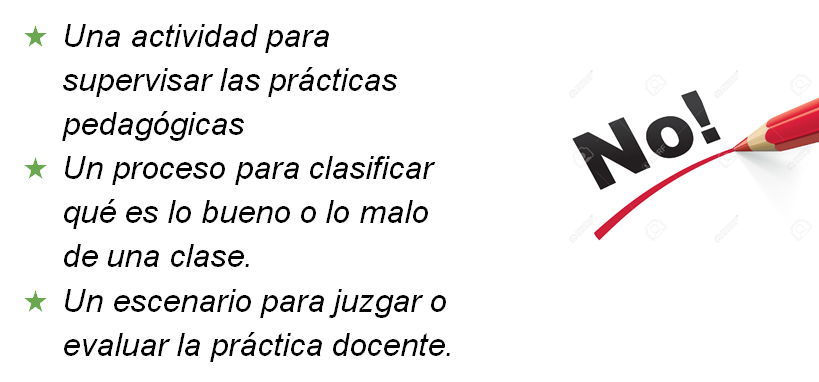 Una actividad para
supervisar las prácticas
pedagógicas
Un proceso para clasificar
qué es lo bueno o lo malo
de una clase.
Un escenario para juzgar o
evaluar la práctica docente.
No!